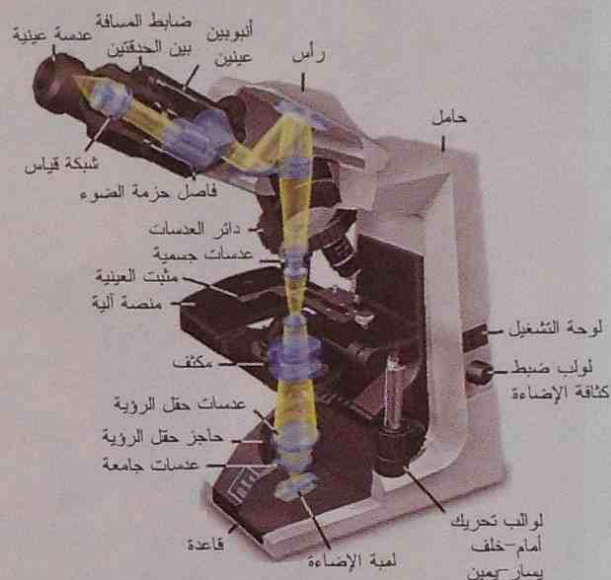 عدسة عينية
ضابط المسافة
بين الحدقتين
أنبوبين
عينين
رأس
حامل
شبكة قياس
فاصل حزمة الضوء
دائر العدسات
عدسات جسمية
مثبت العينية
منصة آلية
مكثف
لوحة التشغيل
لولب ضبط
كثافة الإضاءة
عدسات حقل الرؤية
حاجز حقل الرؤية
عدسات جامعة
قاعدة
لمبة الإضاءة
لوالب تحريك
أمام-خلف
يسار-يمين